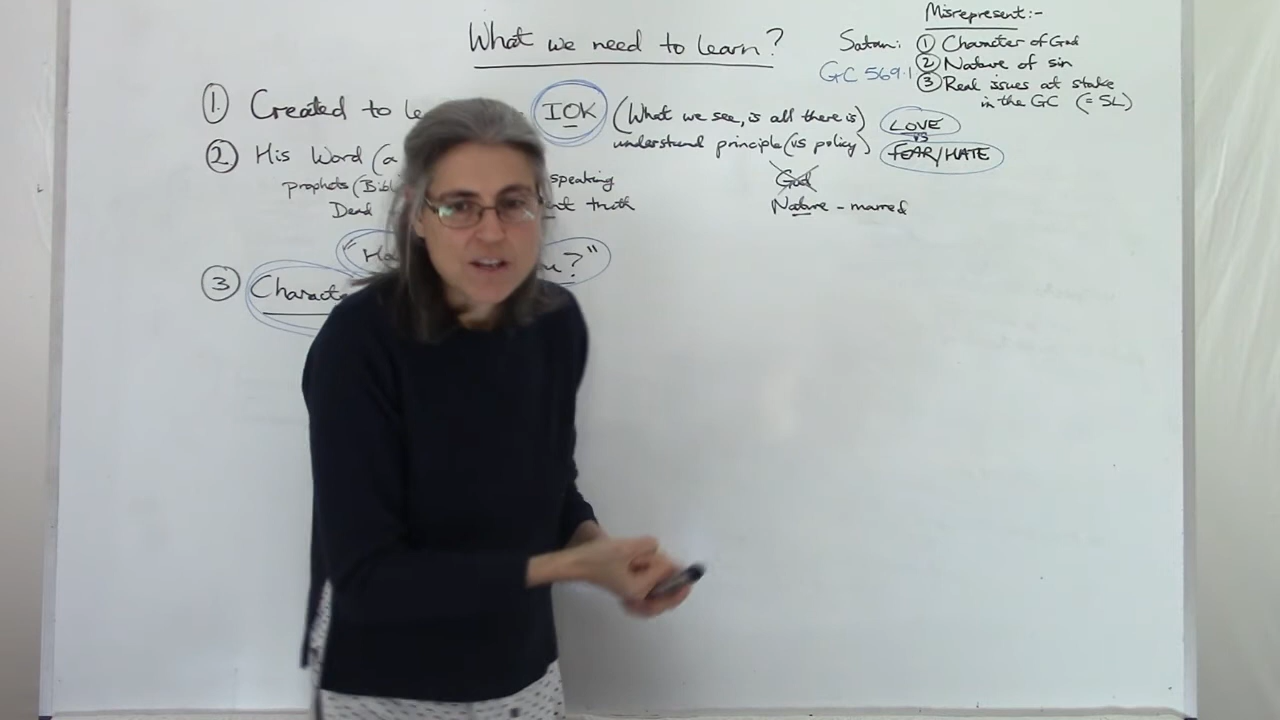 What we need to learn?
Misrepresent:-
Satan: ① Character of God
GC 569.1 ② Nature of sin
③ Real issues at stake
in the GC (= SL)
① Created to le IOK (What we see, is all there is)
understand principle (vs policy)
LOVE
vs
FEAR/HATE
② His Word (a
prophets (Bibl speaking
Dead nt truth
God
Nature - marred
"Ho u?"
③ Characte